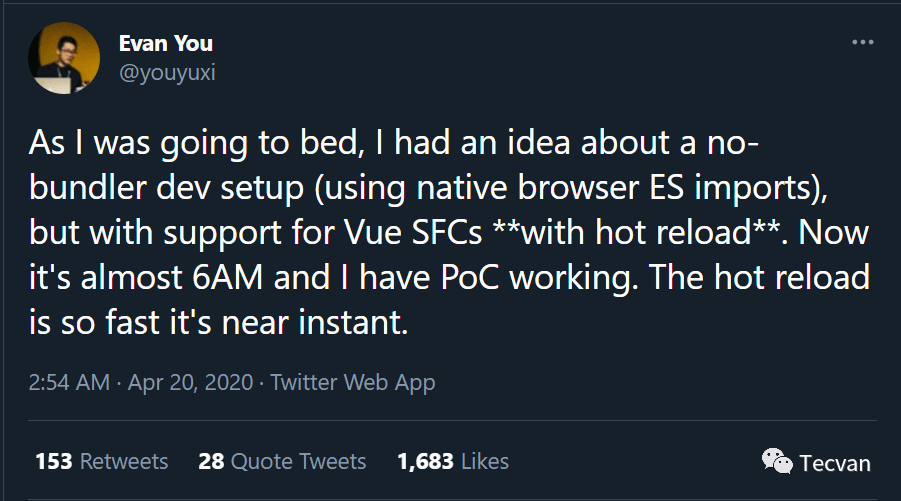 Evan You
@youyuxi
As I was going to bed, I had an idea about a no-
bundler dev setup (using native browser ES imports),
but with support for Vue SFCs **with hot reload**. Now
it's almost 6AM and I have PoC working. The hot reload
is so fast it's near instant.
2:54 AM · Apr 20, 2020 · Twitter Web App
153 Retweets 28 Quote Tweets 1,683 Likes
Tecvan